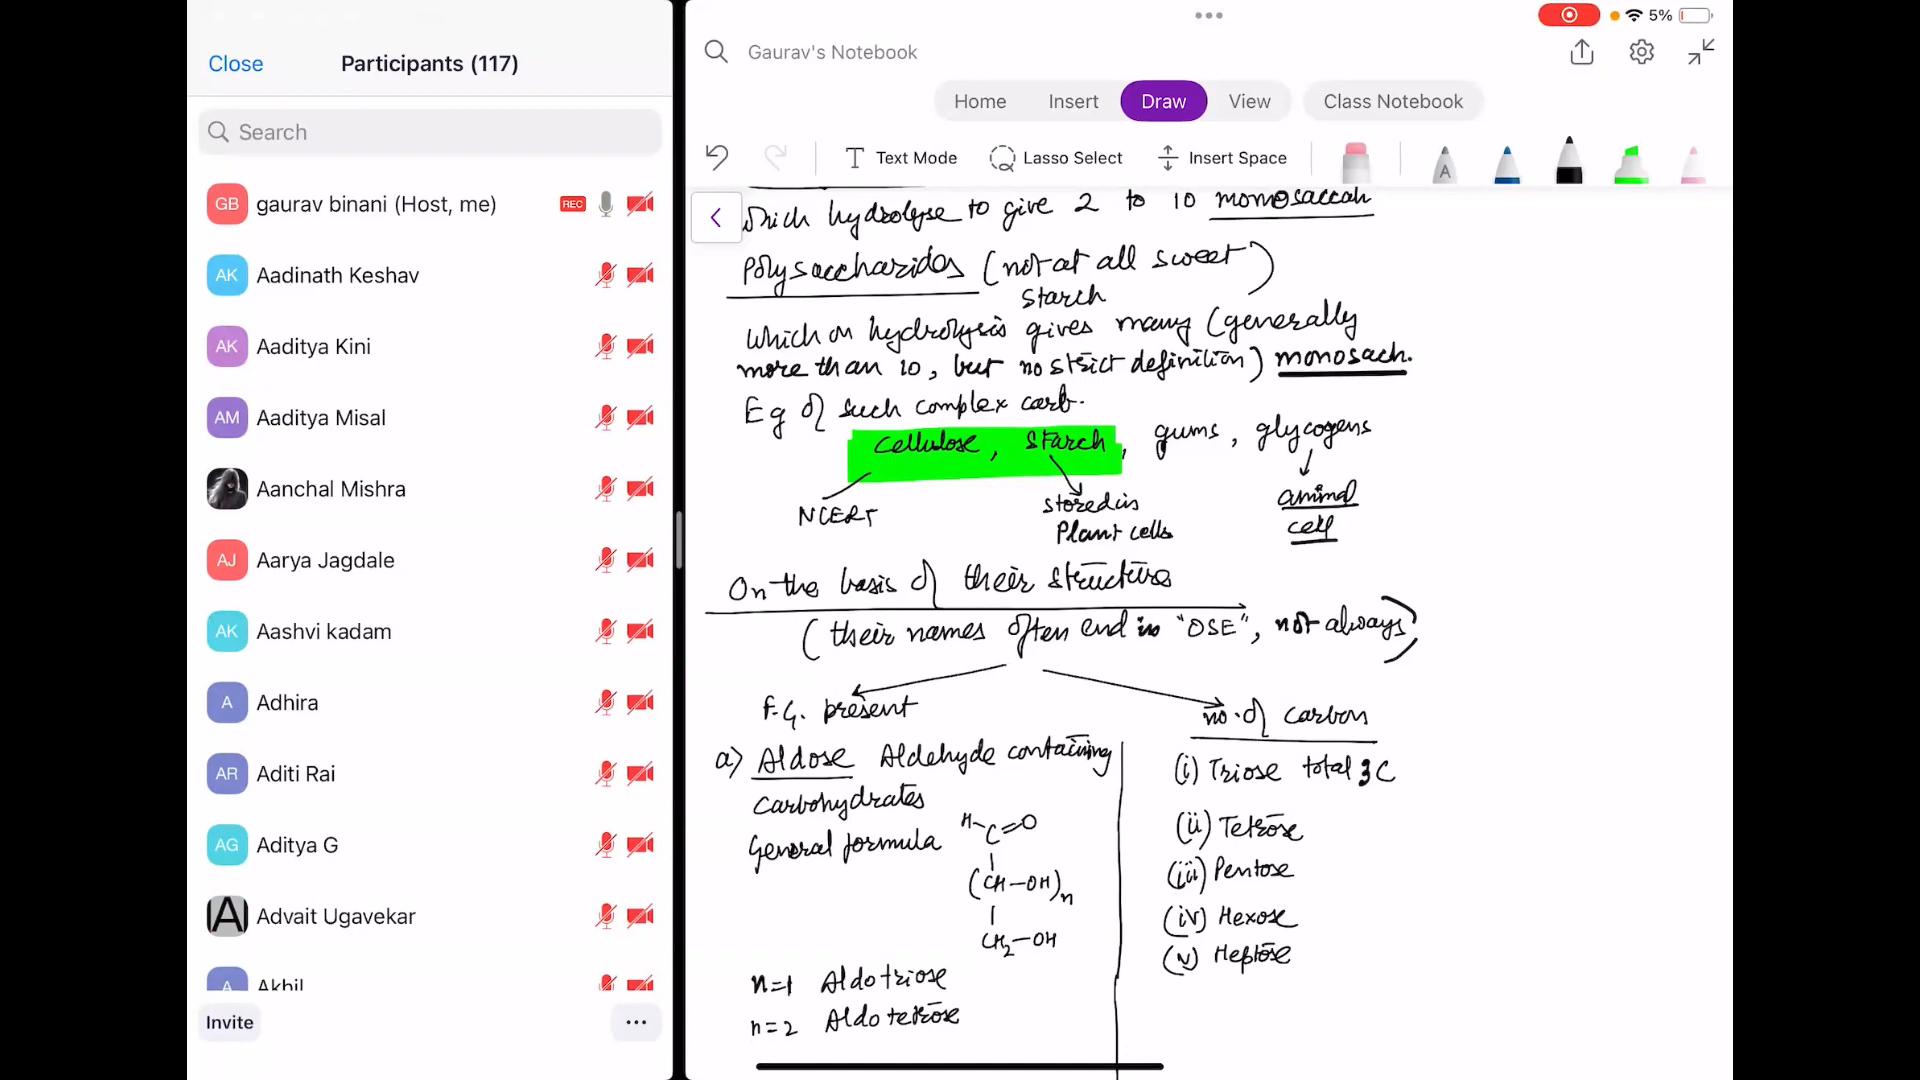 Close
Participants (117)
Search
GB gaurav binani (Host, me) REC
AK Aadinath Keshav
AK Aaditya Kini
AM Aaditya Misal
Aanchal Mishra
AJ Aarya Jagdale
AK Aashvi kadam
A Adhira
AR Aditi Rai
AG Aditya G
A Advait Ugavekar
A Akhil
Invite
5%
Gaurav's Notebook
Home Insert Draw View Class Notebook
T Text Mode Lasso Select Insert Space A
Which hydrolyse to give 2 to 10 monosaccah
Polysaccharides (not at all sweet)
starch
Which on hydrolysis gives many (generally
more than 10, but no strict definition) monosach.
Eg of such complex carb.
Cellulose, Starch, gums, glycogens
NCERT
stored in
Plant cells
animal
cell
On the basis of their structure
(their names often end in "OSE", not always)
F.G. present
no. of carbon
a) Aldose Aldehyde containing
Carbohydrates
General formula
H-C=O
(CH-OH)n
CH2-OH
n=1 Aldotriose
n=2 Aldotetrose
(i) Triose total 3C
(ii) Tetrose
(iii) Pentose
(iv) Hexose
(v) Heptose